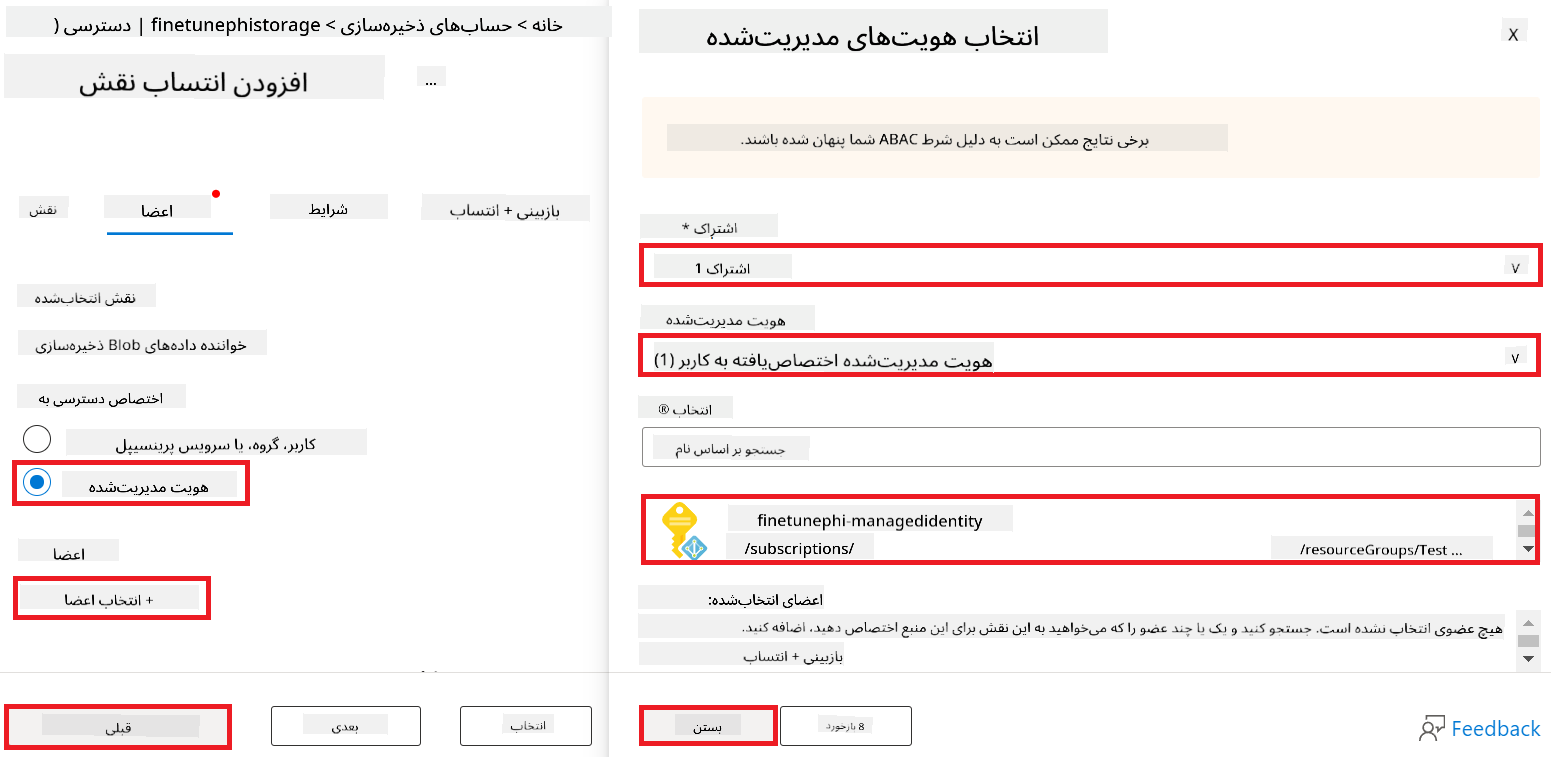 خانه > حساب‌های ذخیره‌سازی > finetunephistorage | دسترسی (
افزودن انتساب نقش
...
نقش
اعضا
شرایط
بازبینی + انتساب
نقش انتخاب‌شده
خواننده داده‌های Blob ذخیره‌سازی
اختصاص دسترسی به
کاربر، گروه، یا سرویس پرینسیپل
هویت مدیریت‌شده
اعضا
+ انتخاب اعضا
قبلی
بعدی
انتخاب
انتخاب هویت‌های مدیریت‌شده
X
برخی نتایج ممکن است به دلیل شرط ABAC شما پنهان شده باشند.
اشتراک *
اشتراک 1
v
هویت مدیریت‌شده
هویت مدیریت‌شده اختصاص‌یافته به کاربر (1)
v
انتخاب ®
جستجو بر اساس نام
finetunephi-managedidentity
/subscriptions/
/resourceGroups/Test ...
اعضای انتخاب‌شده:
هیچ عضوی انتخاب نشده است. جستجو کنید و یک یا چند عضو را که می‌خواهید به این نقش برای این منبع اختصاص دهید، اضافه کنید.
بازبینی + انتساب
بستن
8 بازخورد
Feedback